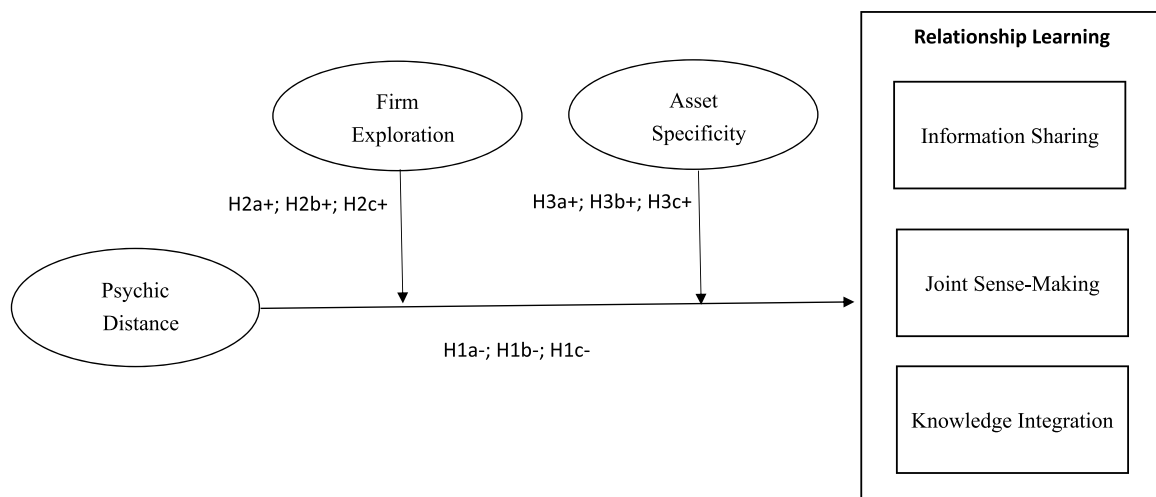 Relationship Learning
Firm
Exploration
Asset
Specificity
Information Sharing
H2a+; H2b+; H2c+
H3a+; H3b+; H3c+
Psychic
Distance
Joint Sense-Making
H1a-; H1b-; H1c-
Knowledge Integration